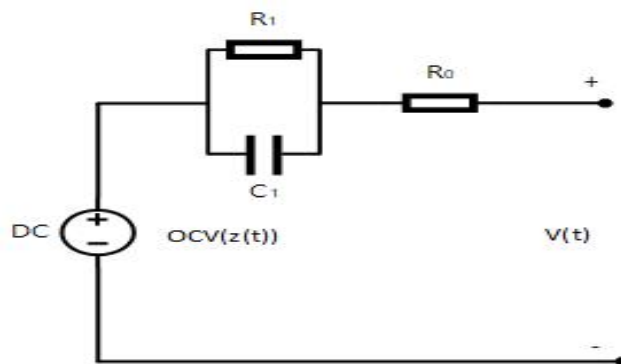 R1
R0
+
C1
DC
+
−
OCV(z(t))
V(t)
-